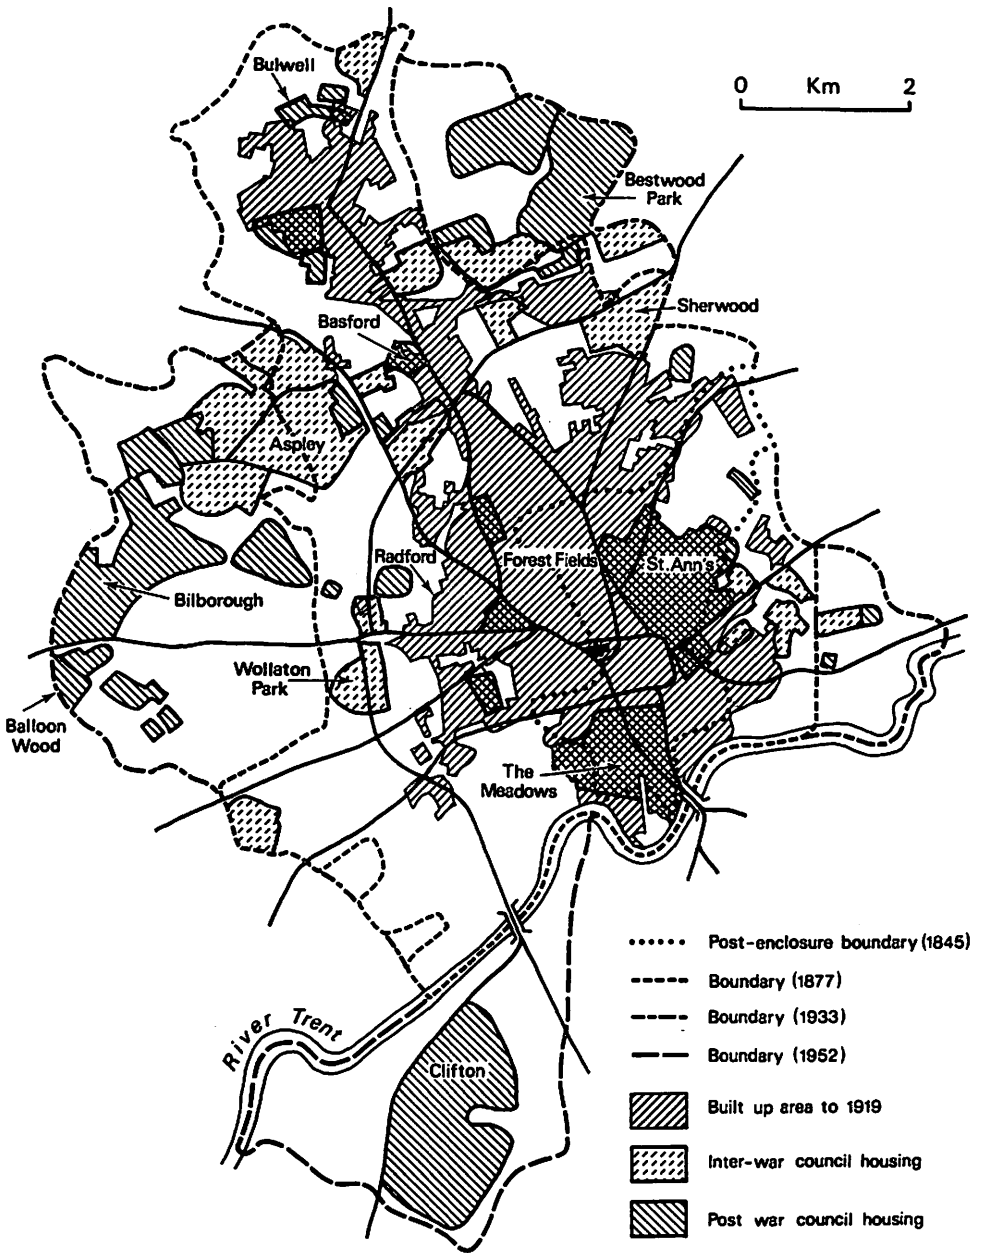 Bulwell
0 Km 2
Bestwood
Park
Sherwood
Basford
Aspley
Radford
Forest Fields
St. Ann's
Bilborough
Wollaton
Park
Balloon
Wood
The
Meadows
River Trent
Clifton
Post-enclosure boundary (1845)
Boundary (1877)
Boundary (1933)
Boundary (1952)
Built up area to 1919
Inter-war council housing
Post war council housing